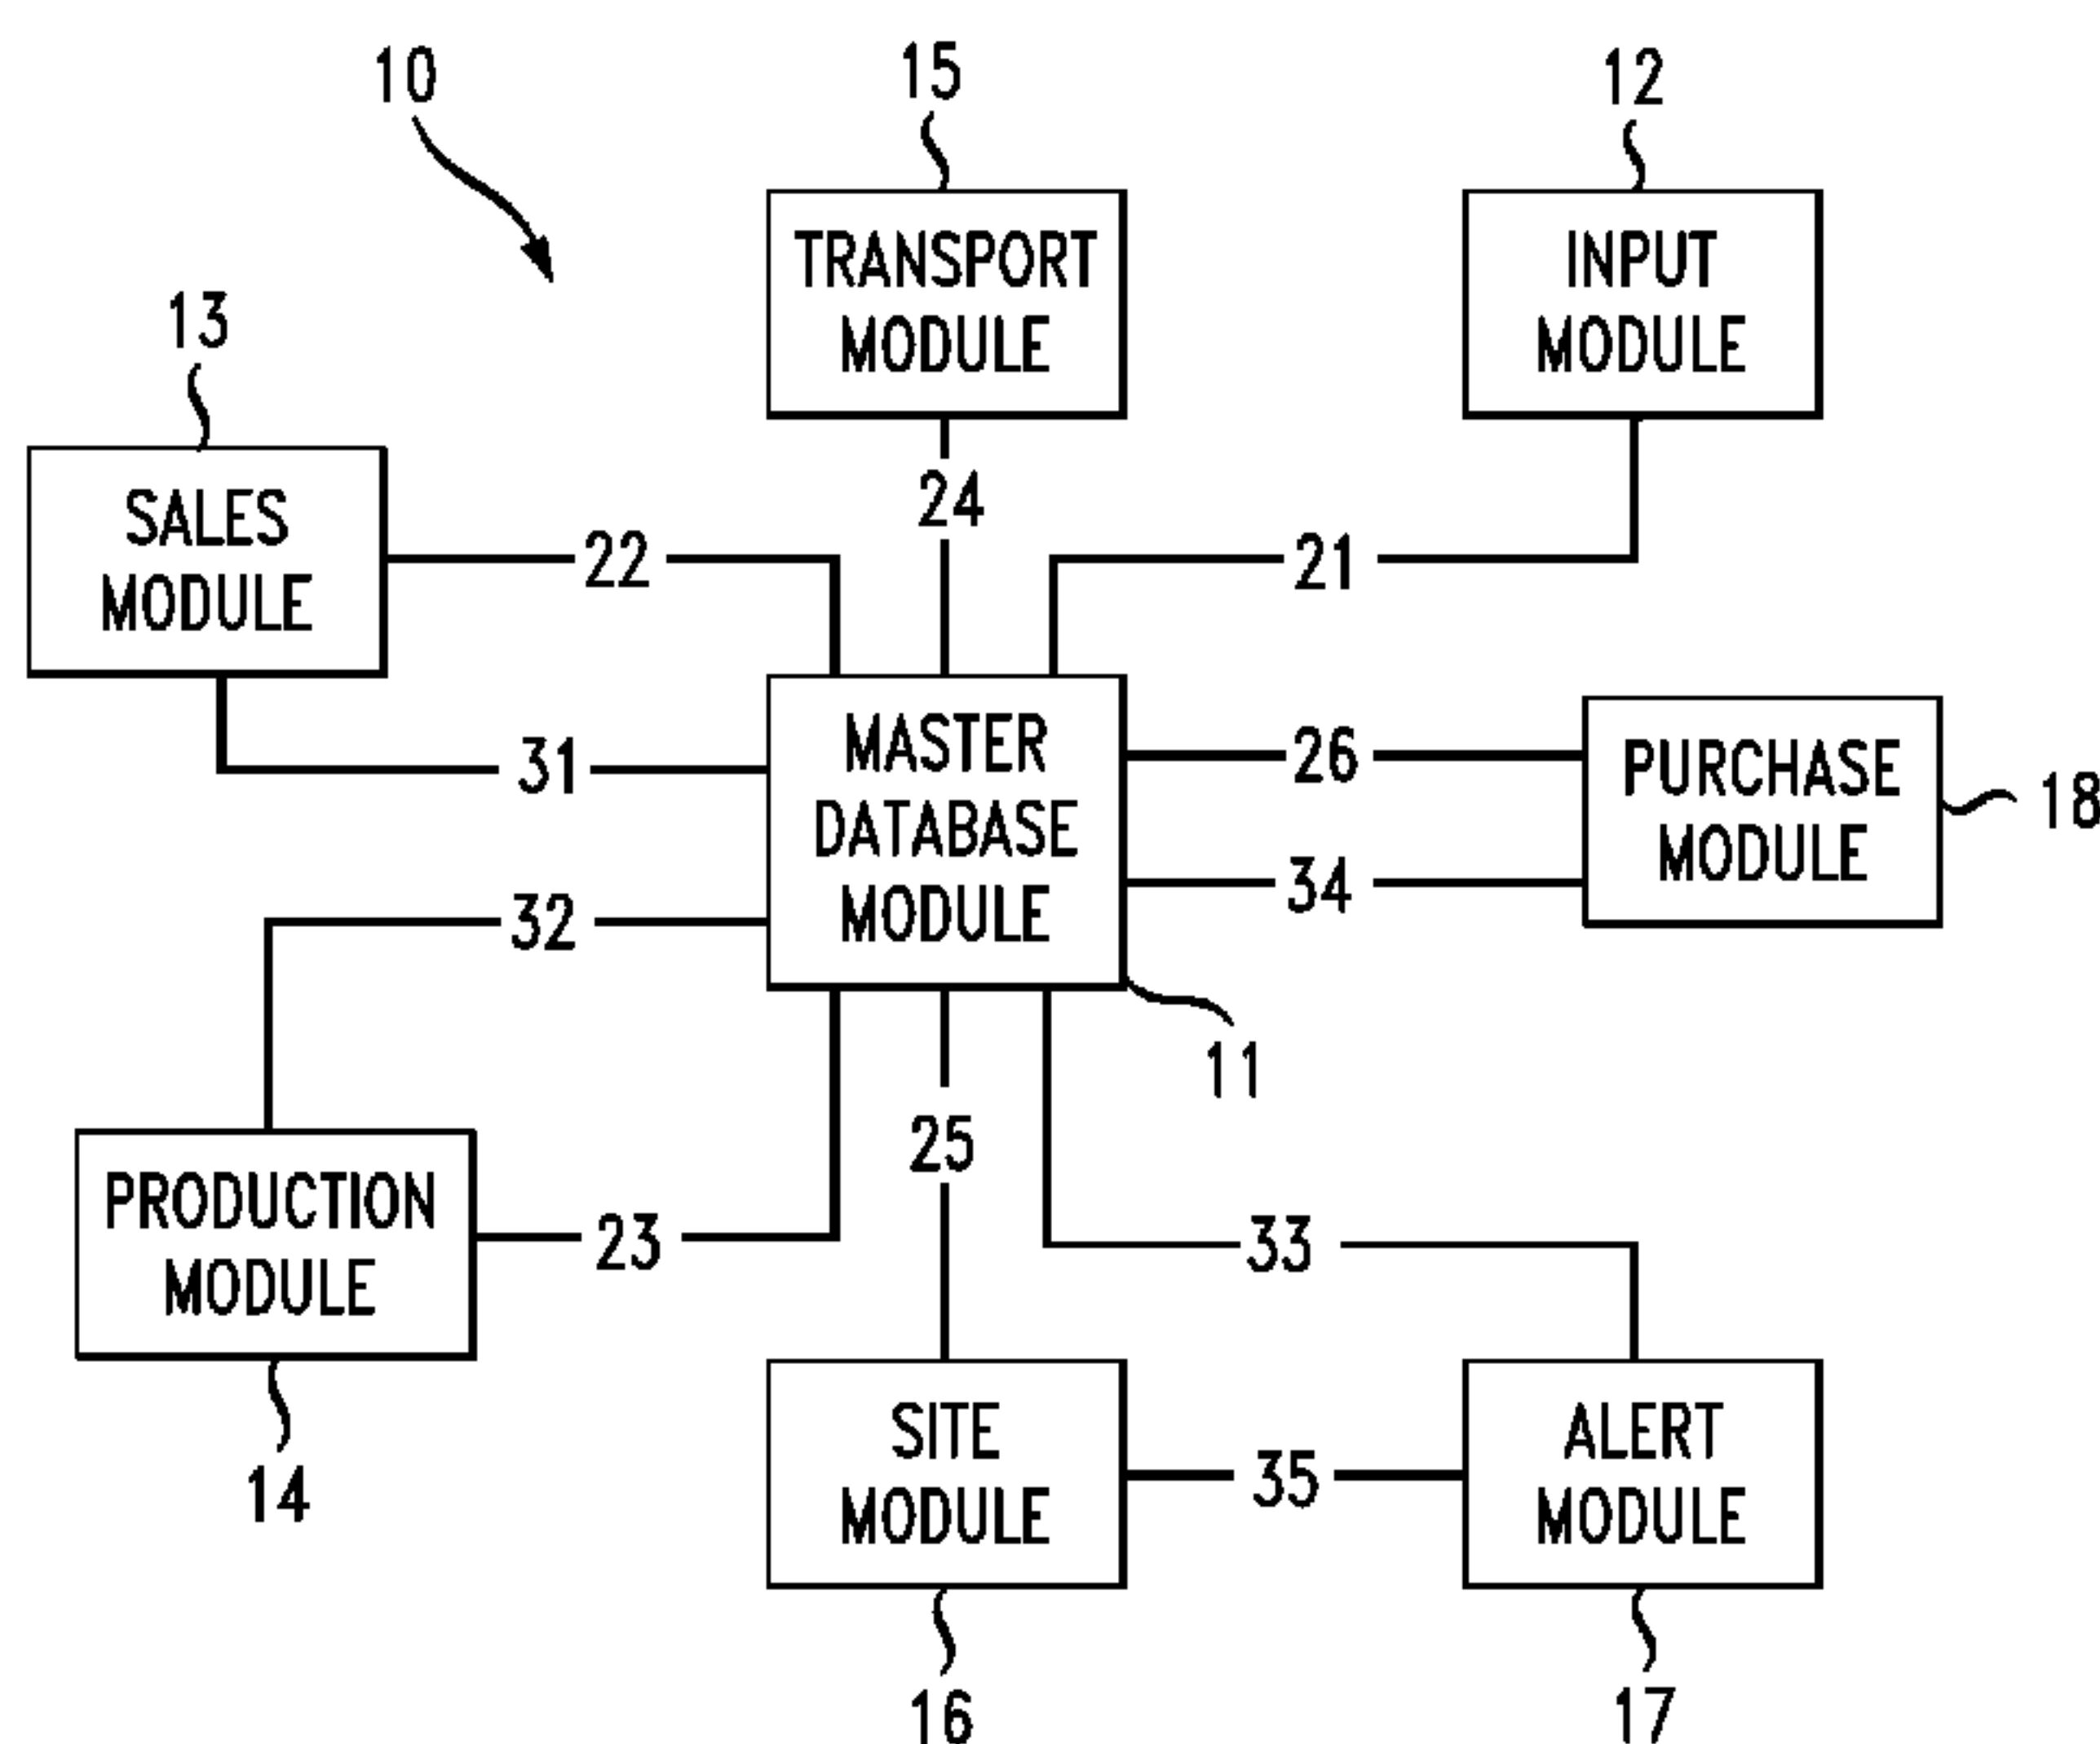 10
15
12
TRANSPORT
MODULE
INPUT
MODULE
13
SALES
MODULE
24
22
21
31
MASTER
DATABASE
MODULE
26
PURCHASE
MODULE
18
34
32
11
25
PRODUCTION
MODULE
23
33
14
SITE
MODULE
35
ALERT
MODULE
16
17